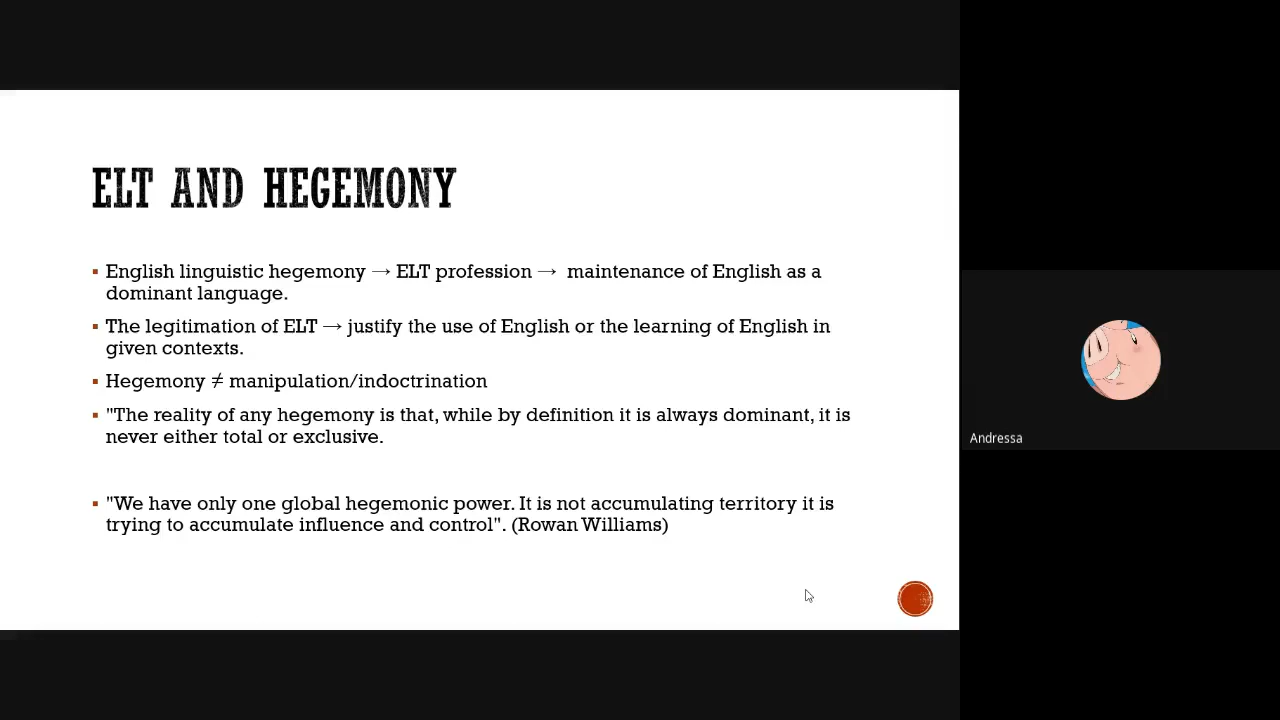 ELT AND HEGEMONY
▪ English linguistic hegemony → ELT profession → maintenance of English as a
dominant language.
▪ The legitimation of ELT → justify the use of English or the learning of English in
given contexts.
▪ Hegemony ≠ manipulation/indoctrination
▪ "The reality of any hegemony is that, while by definition it is always dominant, it is
never either total or exclusive.
▪ "We have only one global hegemonic power. It is not accumulating territory it is
trying to accumulate influence and control". (Rowan Williams)
Andressa